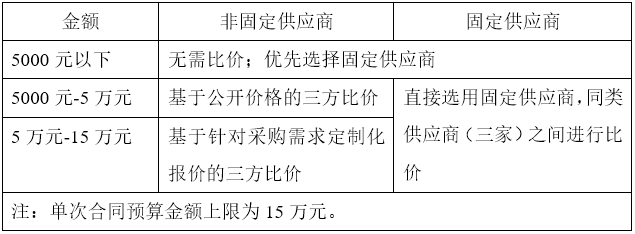 金额 非固定供应商 固定供应商
5000 元以下 无需比价；优先选择固定供应商
5000 元-5 万元 基于公开价格的三方比价
5 万元-15 万元 基于针对采购需求定制化
报价的三方比价
直接选用固定供应商，同类
供应商（三家）之间进行比
价
注：单次合同预算金额上限为 15 万元。